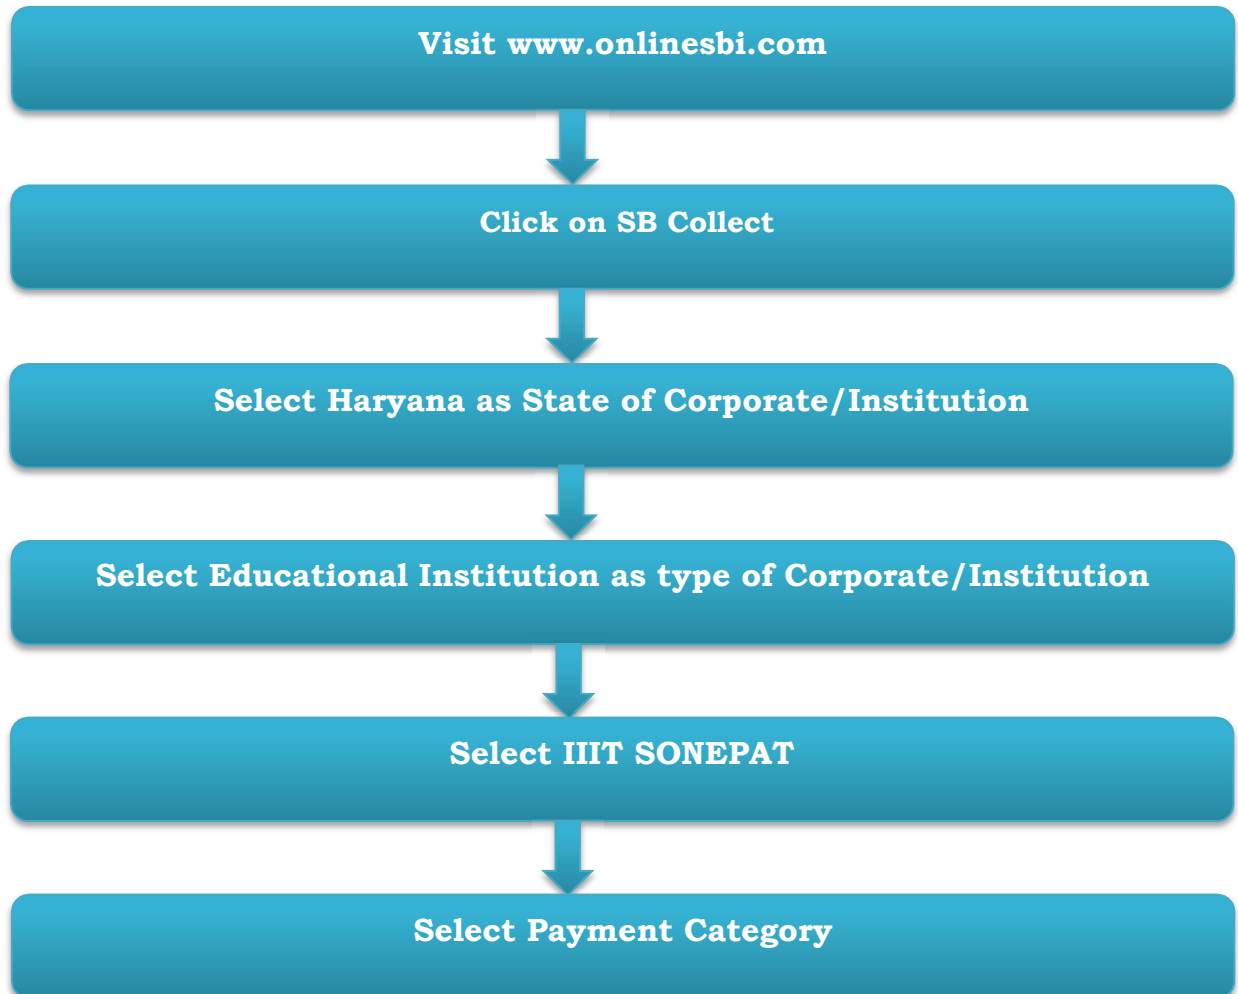 Visit www.onlinesbi.com
Click on SB Collect
Select Haryana as State of Corporate/Institution
Select Educational Institution as type of Corporate/Institution
Select IIIT SONEPAT
Select Payment Category